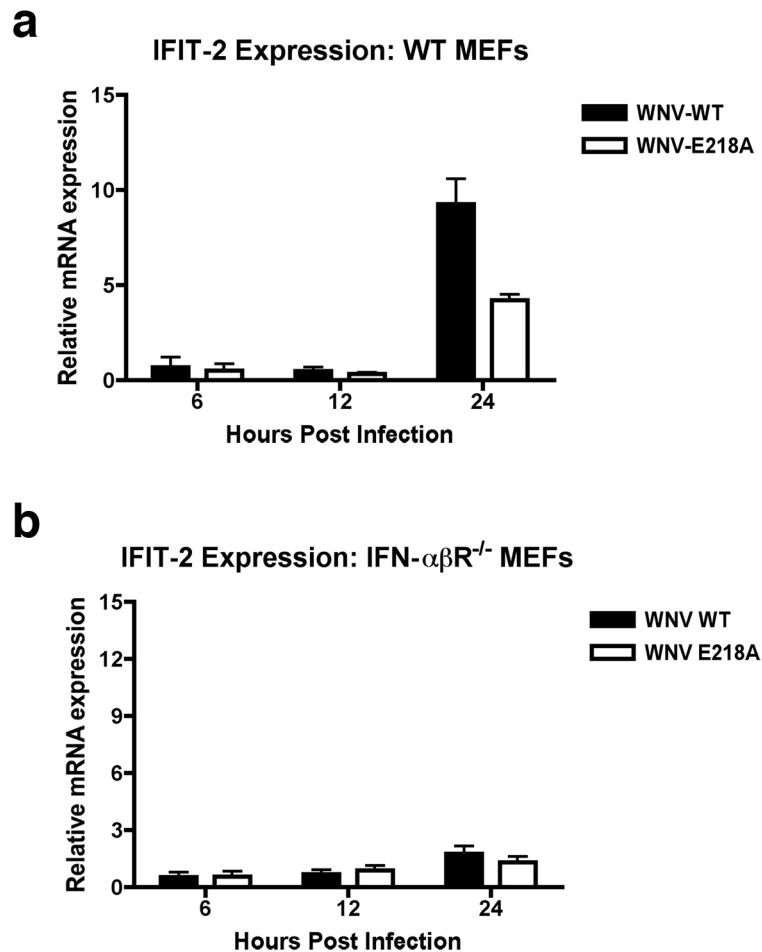 a
IFIT-2 Expression: WT MEFs
Relative mRNA expression
15
10
5
0
6 12 24
Hours Post Infection
WNV-WT
WNV-E218A
b
IFIT-2 Expression: IFN-αβR-/- MEFs
Relative mRNA expression
15
12
9
6
3
0
6 12 24
Hours Post Infection
WNV WT
WNV E218A